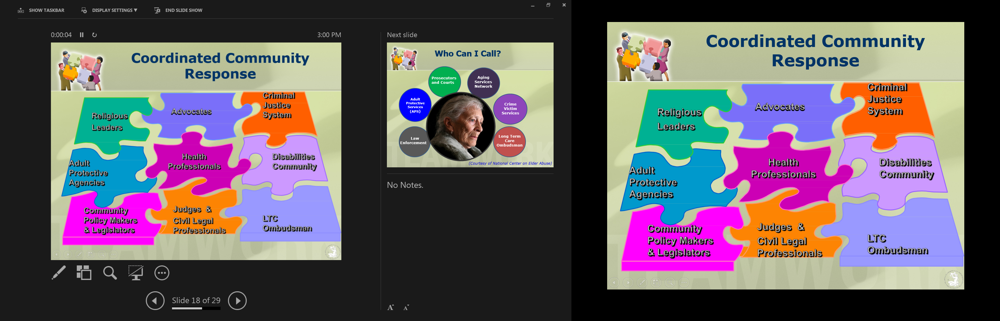 SHOW TASKBAR
DISPLAY SETTINGS ▼
END SLIDE SHOW
0:00:04
3:00 PM
Coordinated Community
Response
Religious
Leaders
Advocates
Criminal
Justice
System
Adult
Protective
Agencies
Health
Professionals
Disabilities
Community
Community
Policy Makers
& Legislators
Judges &
Civil Legal
Professionals
LTC
Ombudsman
TEAMWORK
Slide 18 of 29
Next slide
Who Can I Call?
Prosecutors
and Courts
Aging
Services
Network
Adult
Protective
Services
(APS)
Crime
Victim
Services
Law
Enforcement
Long Term
Care
Ombudsman
TEAMWORK
(Courtesy of National Center on Elder Abuse)
No Notes.
A
A
Coordinated Community
Response
Religious
Leaders
Advocates
Criminal
Justice
System
Adult
Protective
Agencies
Health
Professionals
Disabilities
Community
Community
Policy Makers
& Legislators
Judges &
Civil Legal
Professionals
LTC
Ombudsman
TEAMWORK